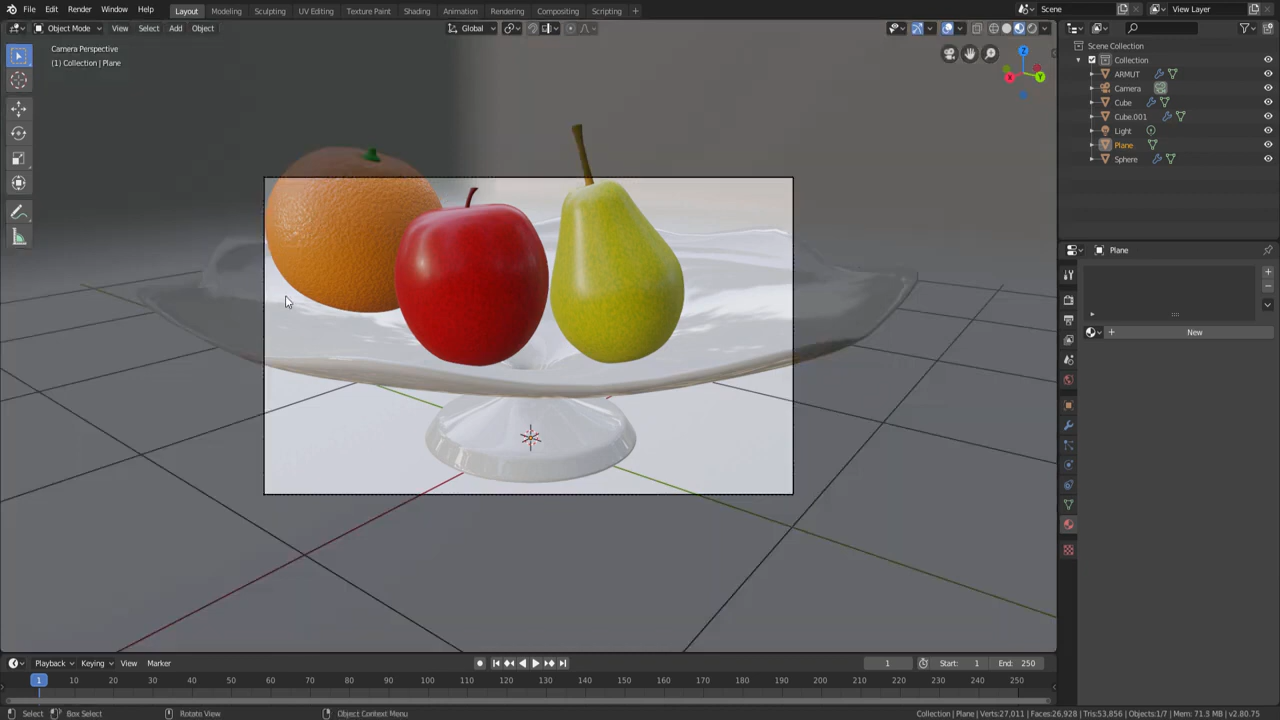 File Edit Render Window Help Layout Modeling Sculpting UV Editing Texture Paint Shading Animation Rendering Compositing Scripting + Scene View Layer
Object Mode View Select Add Object Global
Camera Perspective
(1) Collection | Plane
Z
X
Y
Scene Collection
Collection
ARMUT
Camera
Cube
Cube.001
Light
Plane
Sphere
Plane
New
Playback Keying View Marker 1 Start: 1 End: 250
1 10 20 30 40 50 60 70 80 90 100 110 120 130 140 150 160 170 180 190 200 210 220 230 240 250
Select Box Select Rotate View Object Context Menu Collection | Plane | Verts:27,011 | Faces:26,928 | Tris:53,856 | Objects:1/7 | Mem: 71.3 MB | v2.80.75